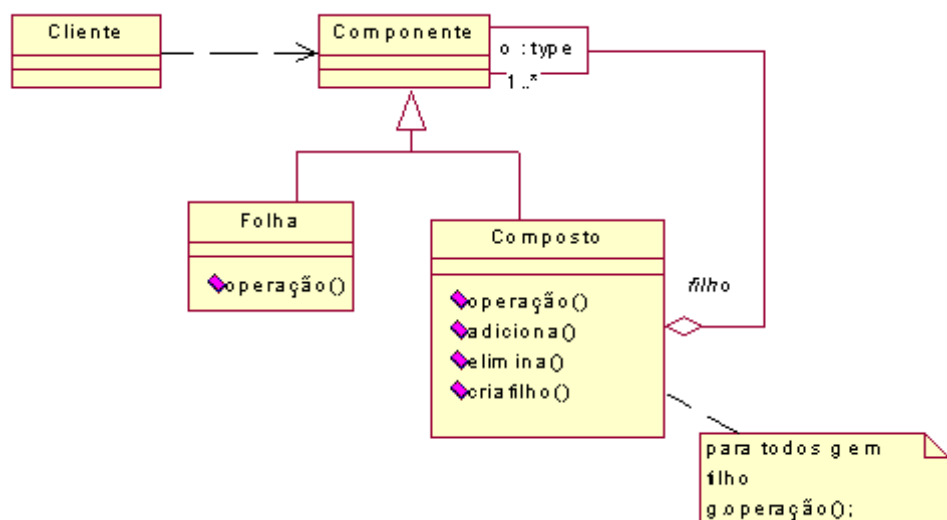 Cliente
Componente
o : type
1..*
Folha
operação()
Composto
operação()
adiciona()
elimina()
criafilho()
filho
para todos g em
filho
g.operação();